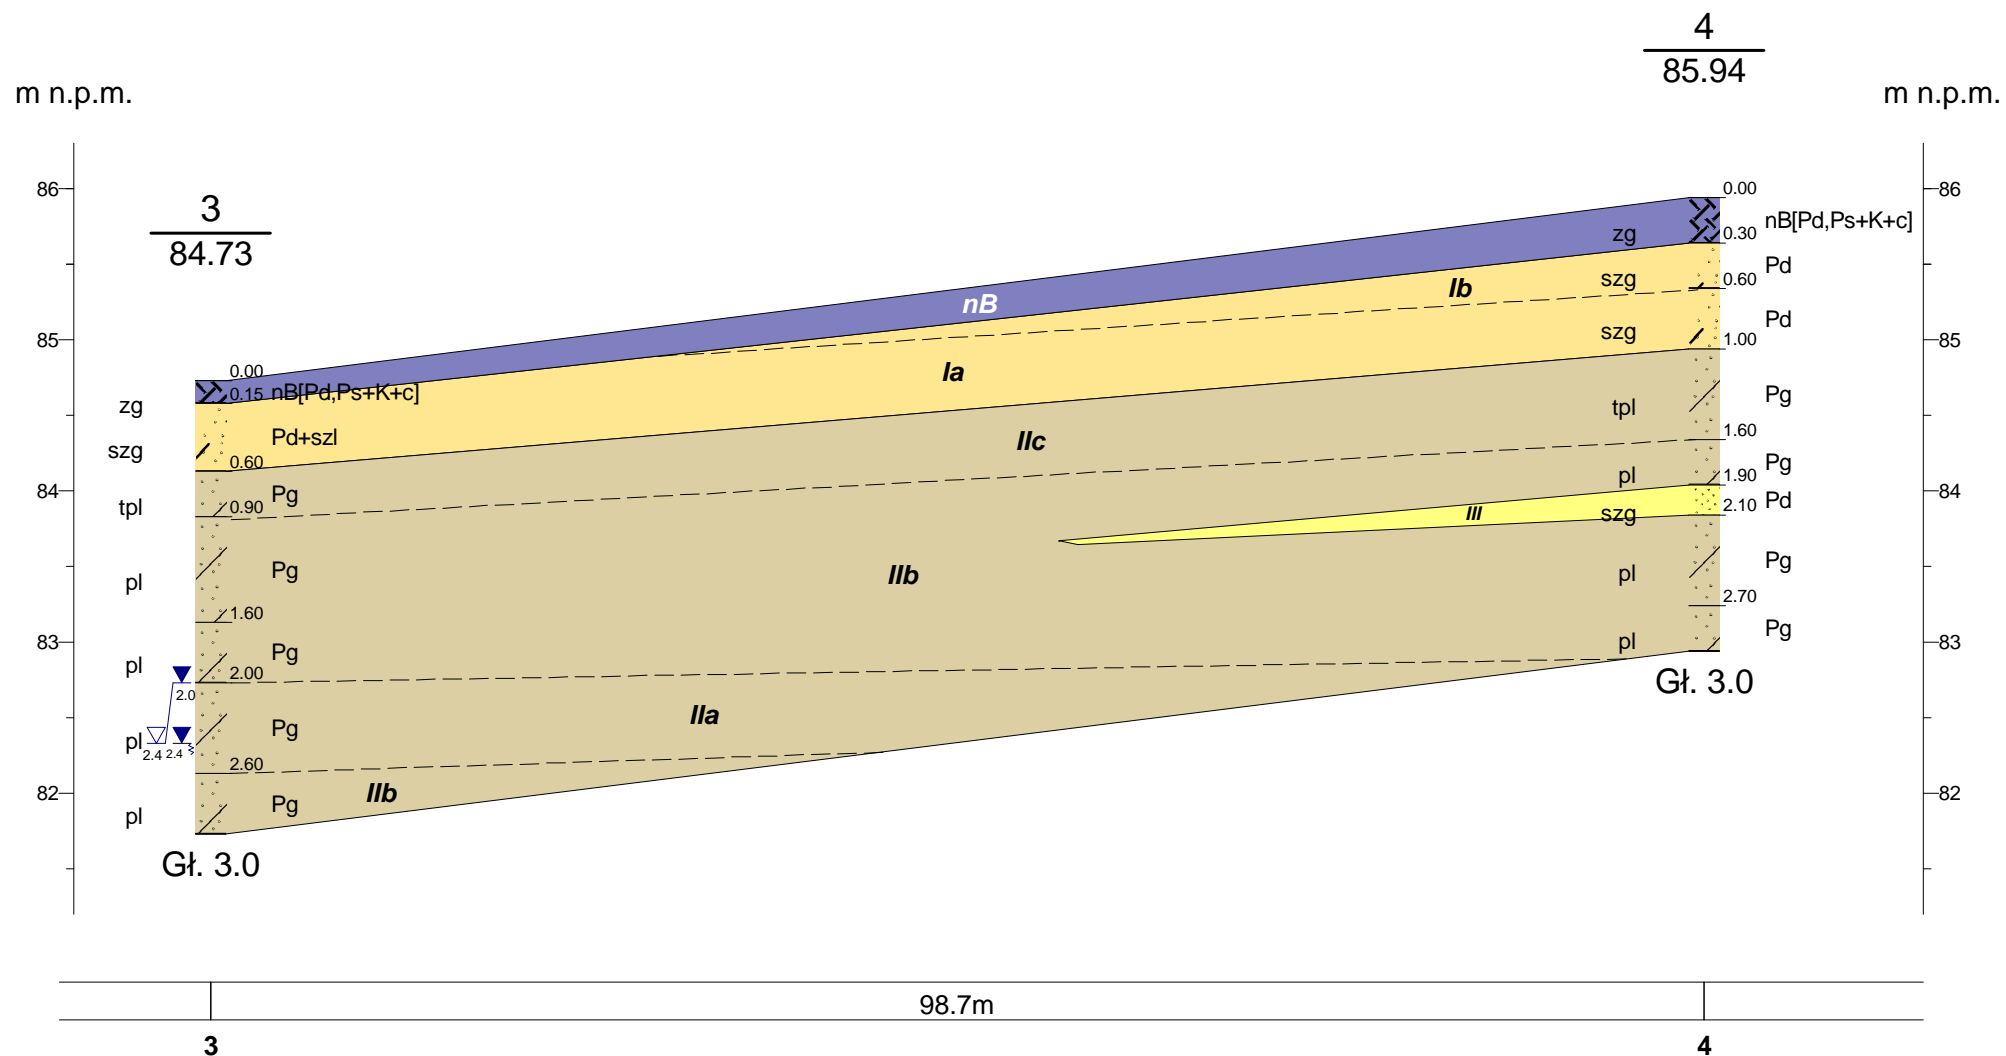 4
85.94
m n.p.m.
m n.p.m.
3
84.73
86
86
85
85
84
84
83
83
82
82
0.00
0.15 nB[Pd,Ps+K+c]
zg
Pd+szl
szg
0.60
Pg
tpl
0.90
Pg
pl
1.60
Pg
pl
2.00
2.0
Pg
pl
2.4 2.4
2.60
Pg
pl
Gł. 3.0
nB
Ib
Ia
IIc
III
IIb
IIa
IIb
0.00
nB[Pd,Ps+K+c]
zg
0.30
Pd
szg
0.60
Pd
szg
1.00
Pg
tpl
1.60
Pg
pl
1.90
Pd
szg
2.10
Pg
pl
2.70
Pg
pl
Gł. 3.0
98.7m
3
4